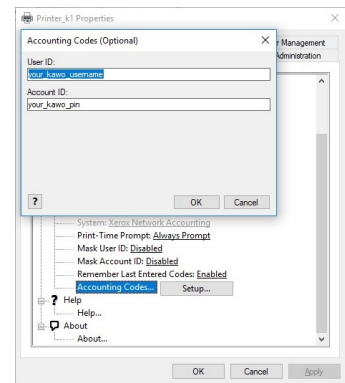 Printer_k1 Properties
Accounting Codes (Optional)
r Management
Administration
User ID:
your_kawo_username
Account ID:
your_kawo_pin
?
OK
Cancel
System: Xerox Network Accounting
Print-Time Prompt: Always Prompt
Mask User ID: Disabled
Mask Account ID: Disabled
Remember Last Entered Codes: Enabled
Accounting Codes...
Setup...
? Help
Help...
About
About...
OK
Cancel
Apply